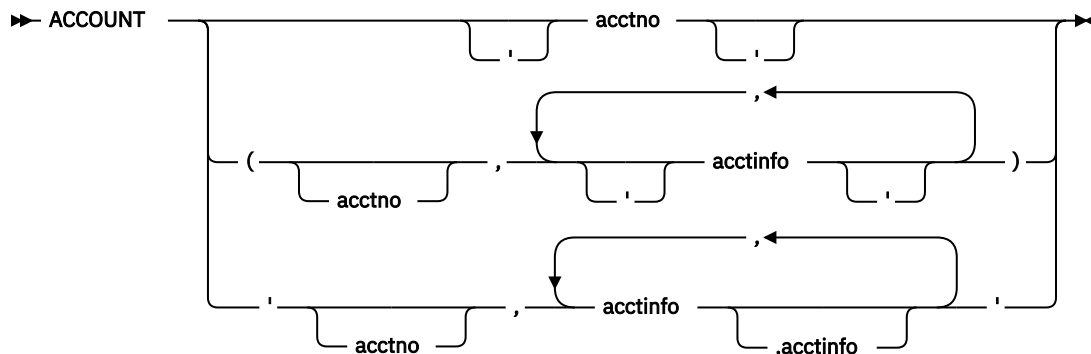 ACCOUNT acctno
' '
,
( , acctinfo )
acctno ' '
,
' , acctinfo '
acctno ,acctinfo